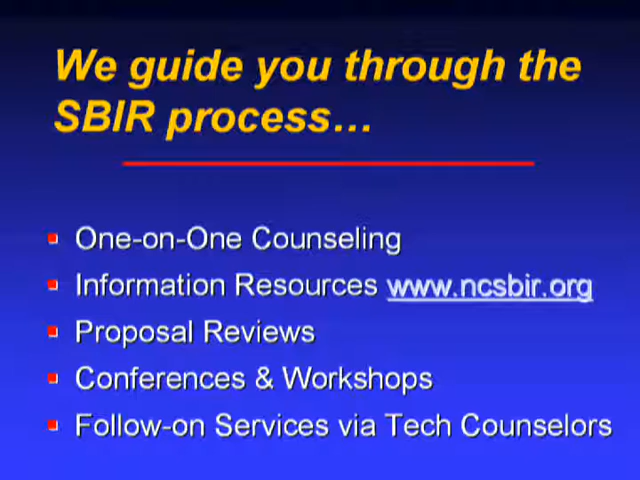 We guide you through the
SBIR process…
One-on-One Counseling
Information Resources www.ncsbir.org
Proposal Reviews
Conferences & Workshops
Follow-on Services via Tech Counselors